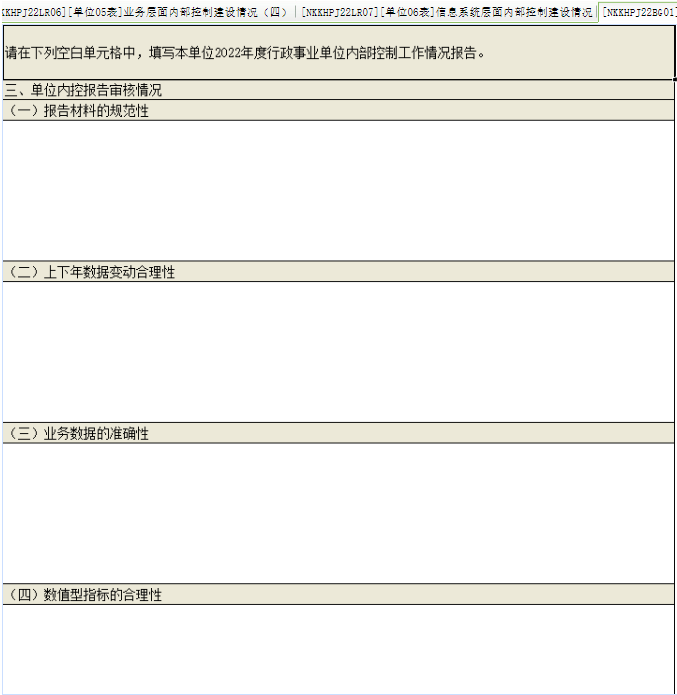 KKHPJ22LR06][单位05表]业务层面内部控制建设情况（四） [NKKHPJ22LR07][单位06表]信息系统层面内部控制建设情况 [NKKHPJ22BG01]
请在下列空白单元格中，填写本单位2022年度行政事业单位内部控制工作情况报告。
三、单位内控报告审核情况
（一）报告材料的规范性
（二）上下年数据变动合理性
（三）业务数据的准确性
（四）数值型指标的合理性